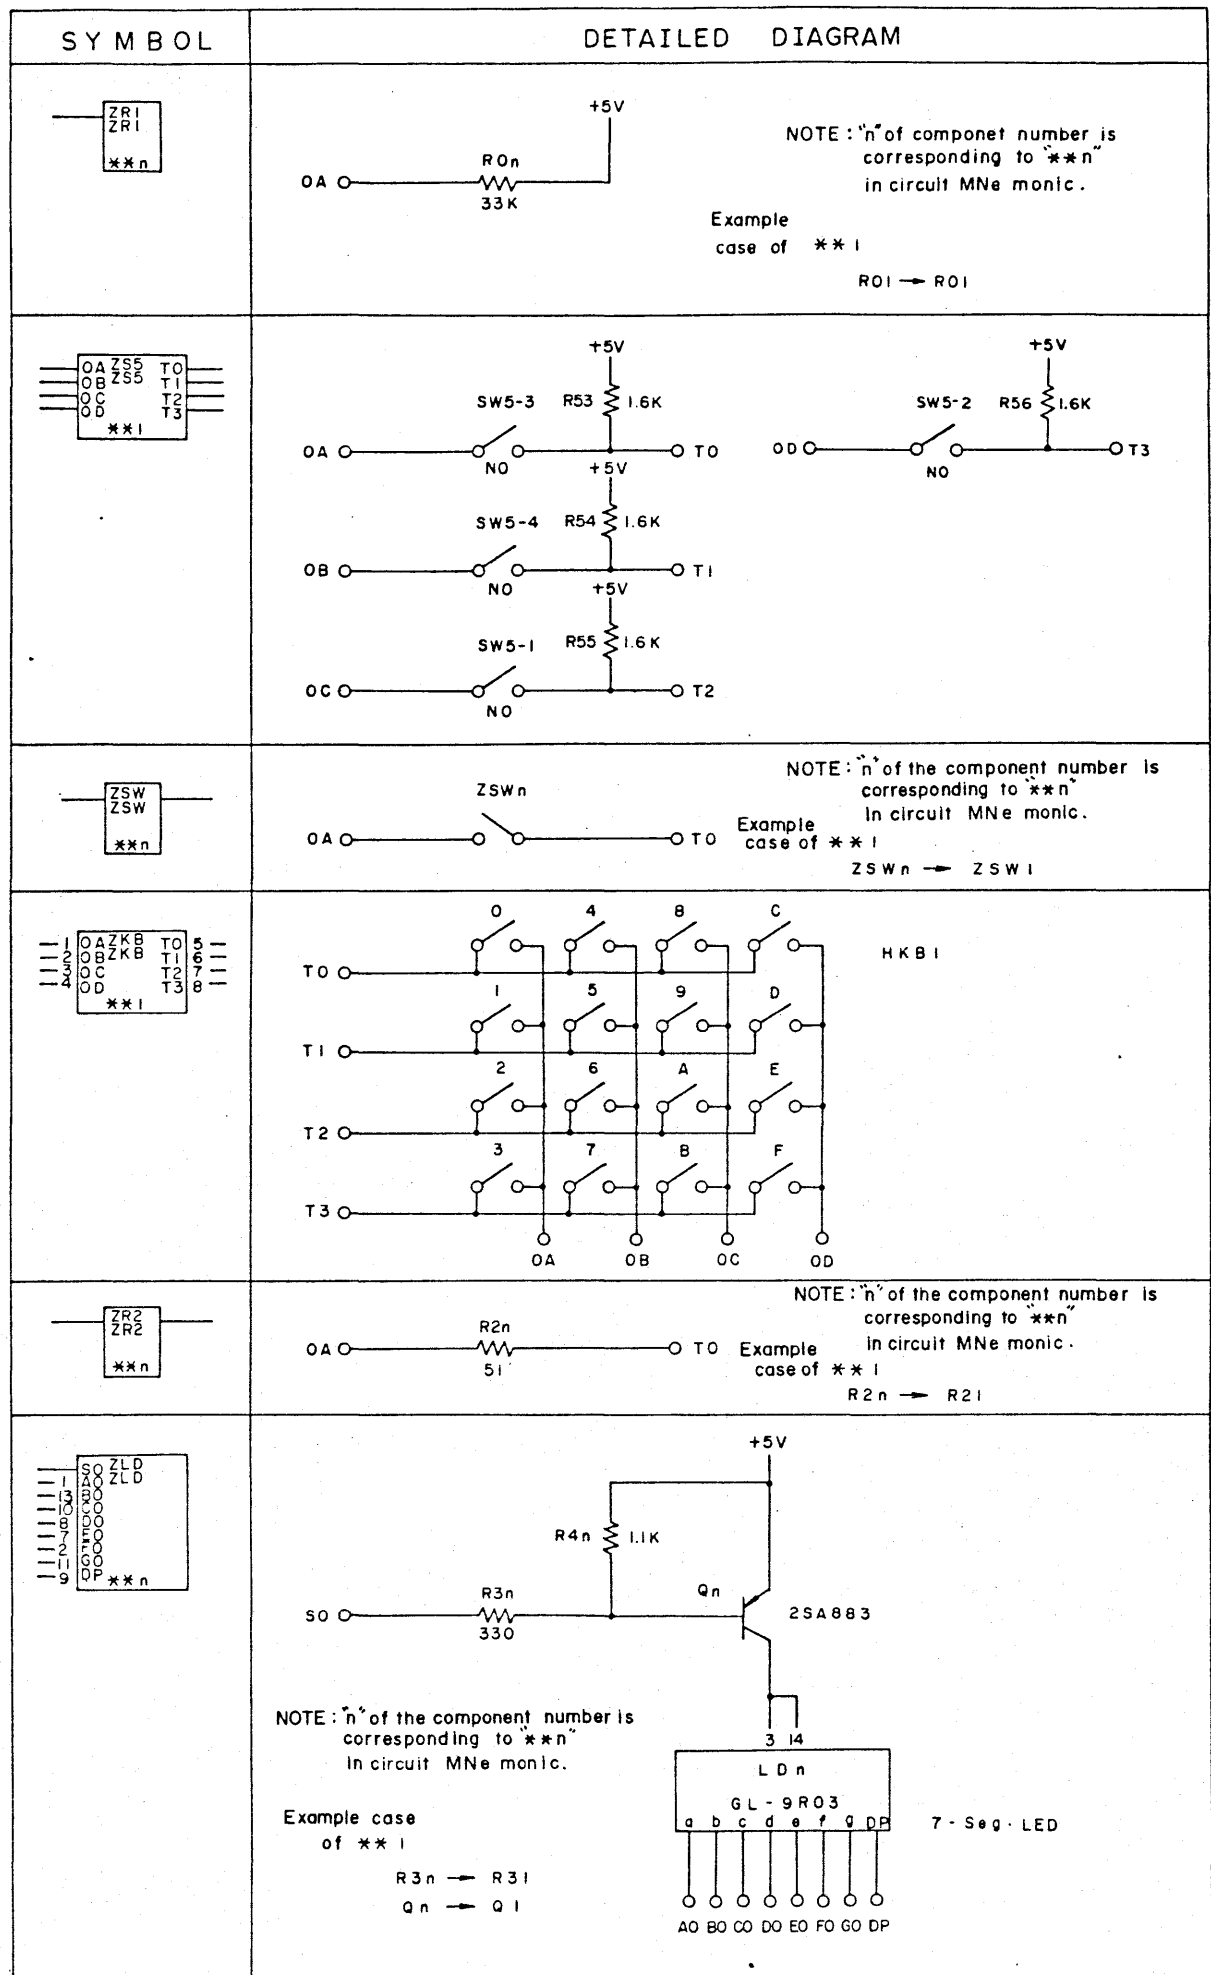 SYMBOL
DETAILED DIAGRAM
ZR1
ZR1
**n
+5V
R0n
OA
33K
NOTE : "n" of componet number is
corresponding to "**n"
in circuit MNe monic.
Example
case of **1
R01 → R01
OA ZS5 T0
OB ZS5 T1
OC T2
OD T3
**1
+5V
SW5-3 R53 1.6K
OA NO T0
+5V
SW5-2 R56 1.6K
OD NO T3
+5V
SW5-4 R54 1.6K
OB NO T1
+5V
SW5-1 R55 1.6K
OC NO T2
ZSW
ZSW
**n
ZSWn
OA T0
NOTE : "n" of the component number is
corresponding to "**n"
in circuit MNe monic.
Example
case of **1
ZSWn → ZSW1
1 OA ZKB T0 5
2 OB ZKB T1 6
3 OC T2 7
4 OD T3 8
**1
0 4 8 C
T0
HKB1
1 5 9 D
T1
2 6 A E
T2
3 7 B F
T3
OA OB OC OD
ZR2
ZR2
**n
R2n
OA T0
51
NOTE : "n" of the component number is
corresponding to "**n"
in circuit MNe monic.
Example
case of **1
R2n → R21
SO ZLD
1 AO ZLD
13 BO
10 CO
8 DO
7 EO
2 FO
11 GO
9 DP **n
+5V
R4n 1.1K
R3n
SO
330
Qn
2SA883
3 14
LDn
GL-9R03
a b c d e f g DP
7-Seg. LED
AO BO CO DO EO FO GO DP
NOTE : "n" of the component number is
corresponding to "**n"
in circuit MNe monic.
Example case
of **1
R3n → R31
Qn → Q1